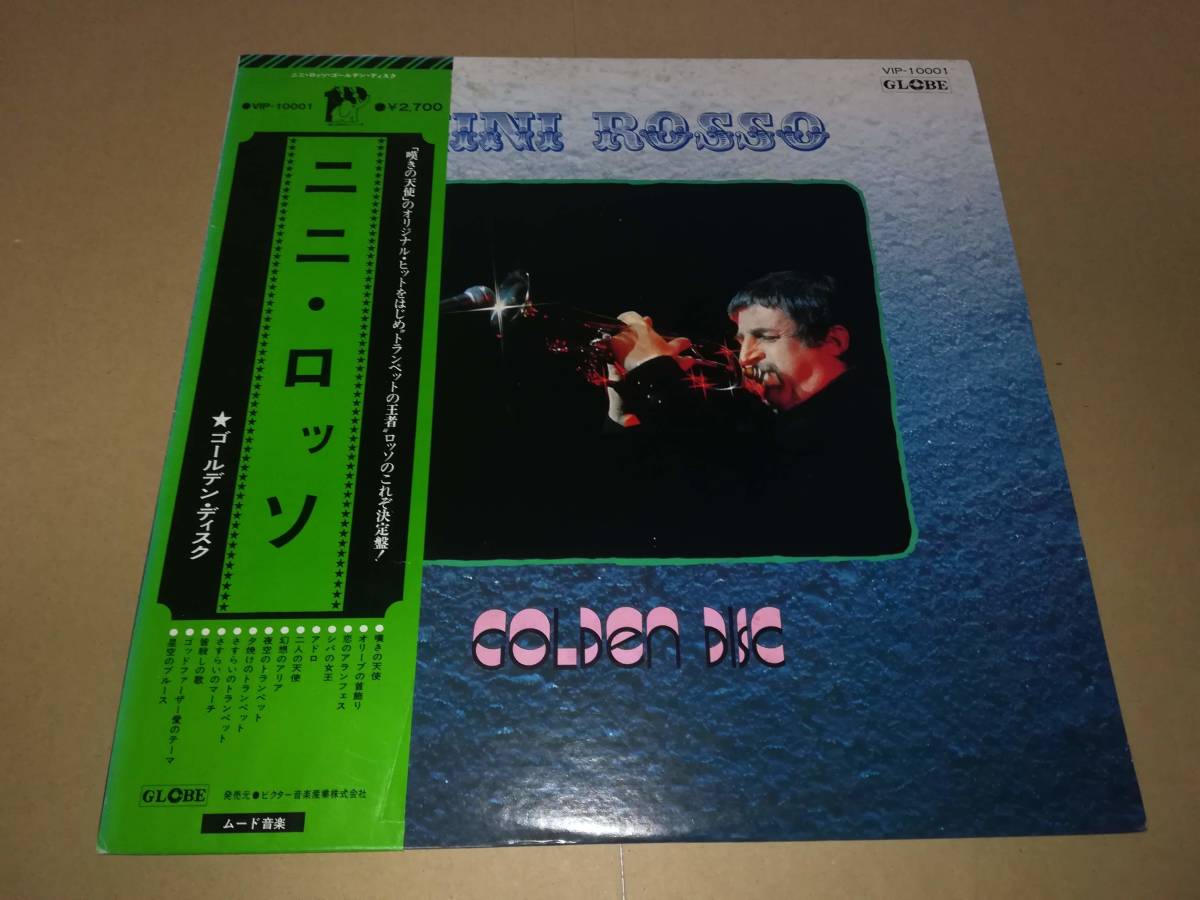 ニニ・ロッソ・ゴールデン・ディスク
●VIP-10001
●¥2,700
「嘆きの天使」のオリジナル・ヒットをはじめ〝トランペットの王者〟ロッソのこれぞ決定盤!
ニニ・ロッソ
★ゴールデン・ディスク
●嘆きの天使
●オリーブの首飾り
●恋のアランフェス
●シバの女王
●アドロ
●二人の天使
●幻想のアリア
●夜空のトランペット
●夕焼けのトランペット
●さすらいのトランペット
●さすらいのマーチ
●皆殺しの歌
●ゴッドファーザー愛のテーマ
●星空のブルース
GLOBE
発売元●ビクター音楽産業株式会社
ムード音楽
VIP-10001
GLOBE
INI ROSSO
GOLDEN DISC